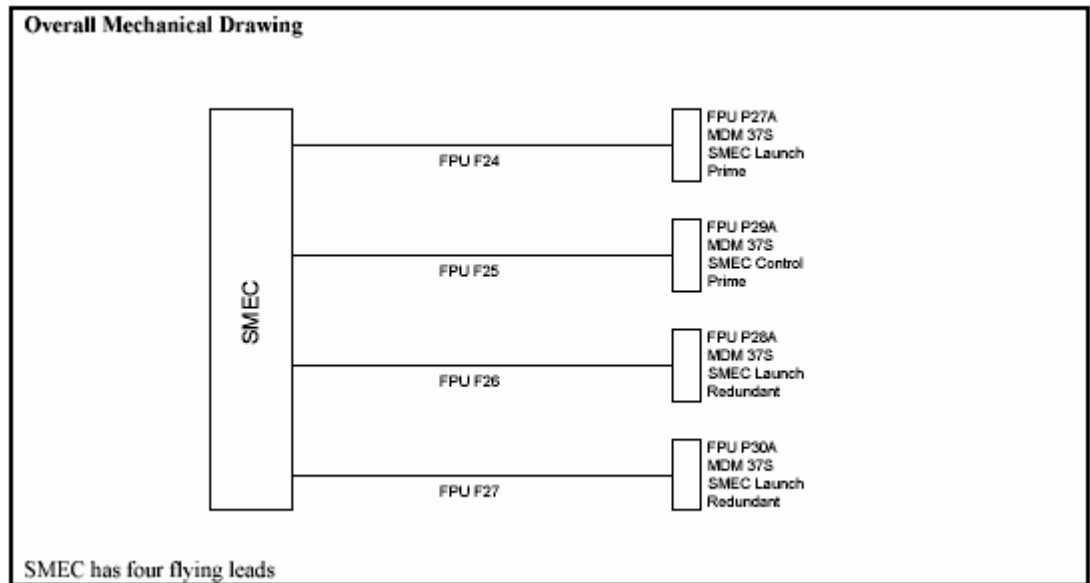 Overall Mechanical Drawing
SMEC
FPU F24
FPU P27A
MDM 37S
SMEC Launch
Prime
FPU F25
FPU P29A
MDM 37S
SMEC Control
Prime
FPU F26
FPU P28A
MDM 37S
SMEC Launch
Redundant
FPU F27
FPU P30A
MDM 37S
SMEC Launch
Redundant
SMEC has four flying leads